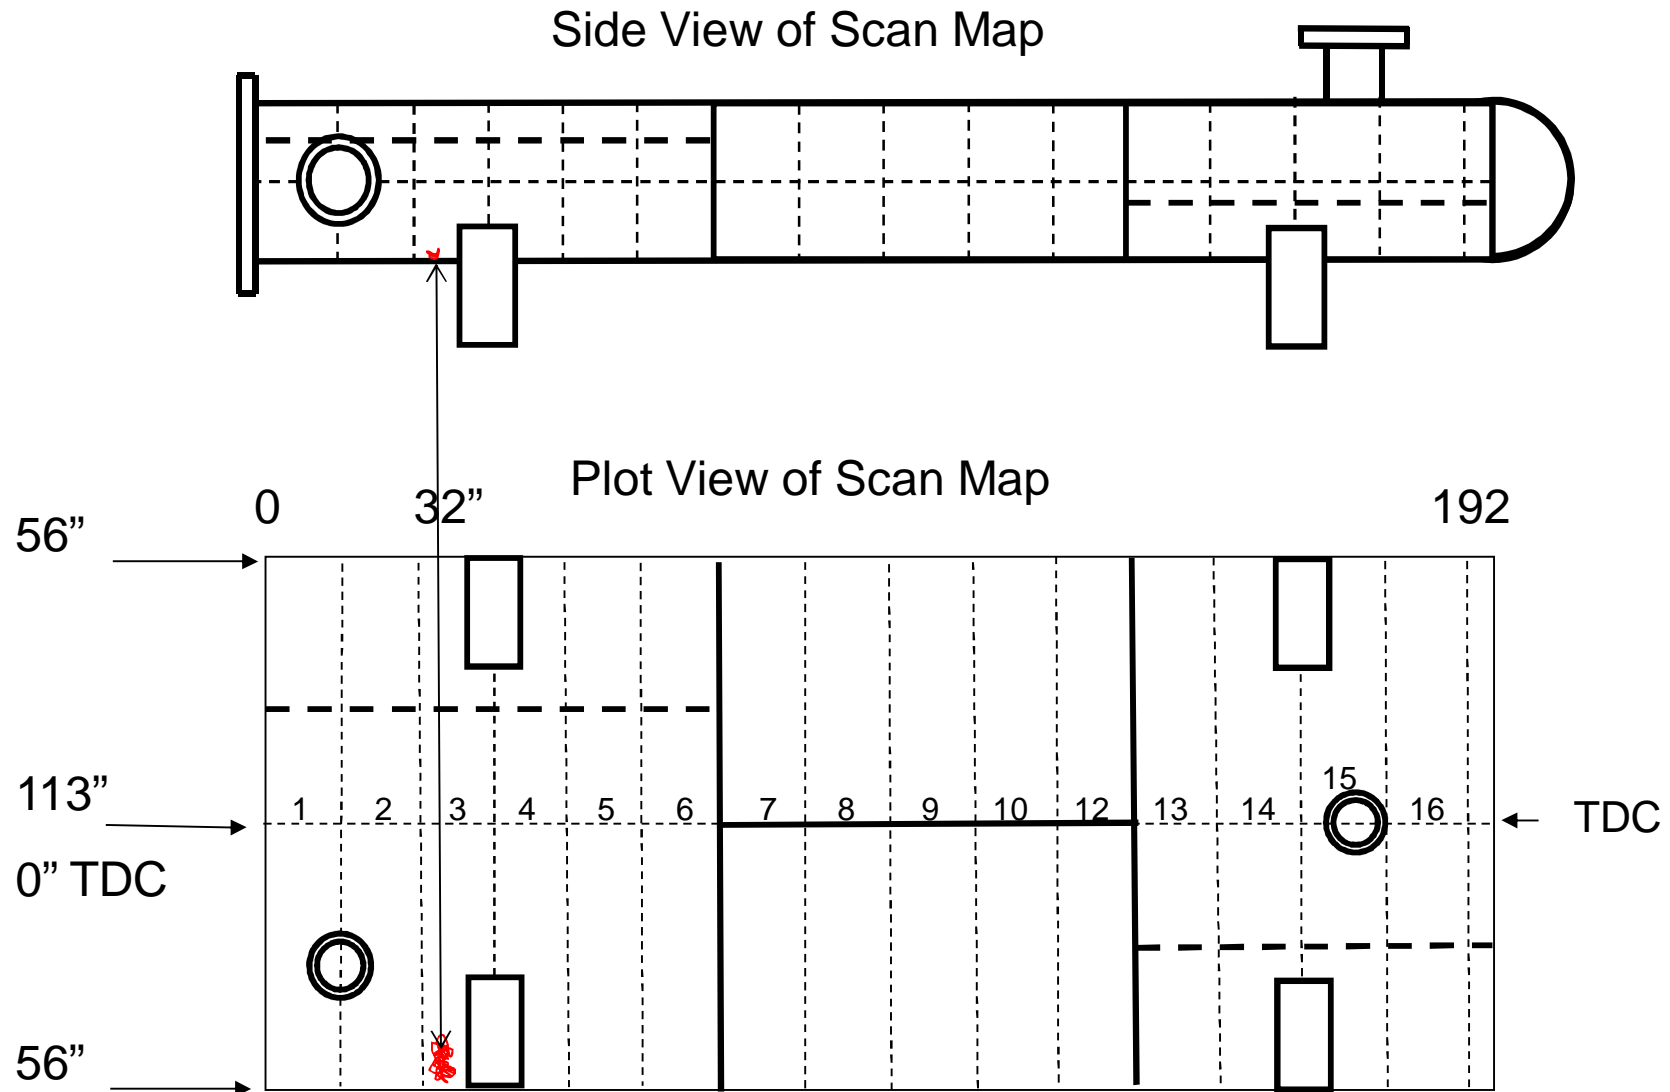 Side View of Scan Map
Plot View of Scan Map
0 32” 192
56”
15
113” 1 2 3 4 5 6 7 8 9 10 12 13 14 16 TDC
0” TDC
56”